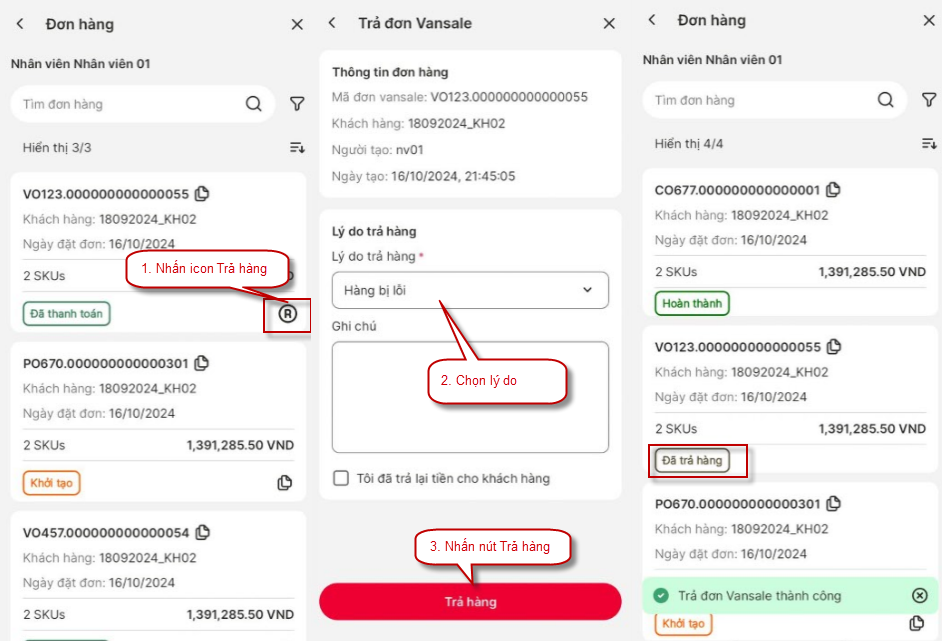 Đơn hàng
Nhân viên Nhân viên 01
Tìm đơn hàng
Hiển thị 3/3
VO123.000000000000055
Khách hàng: 18092024_KH02
Ngày đặt đơn: 16/10/2024
1. Nhấn icon Trả hàng
2 SKUs
Đã thanh toán
R
PO670.000000000000301
Khách hàng: 18092024_KH02
Ngày đặt đơn: 16/10/2024
2 SKUs 1,391,285.50 VND
Khởi tạo
VO457.000000000000054
Khách hàng: 18092024_KH02
Ngày đặt đơn: 16/10/2024
2 SKUs 1,391,285.50 VND
Trả đơn Vansale
Thông tin đơn hàng
Mã đơn vansale: VO123.000000000000055
Khách hàng: 18092024_KH02
Người tạo: nv01
Ngày tạo: 16/10/2024, 21:45:05
Lý do trả hàng
Lý do trả hàng *
Hàng bị lỗi
Ghi chú
2. Chọn lý do
Tôi đã trả lại tiền cho khách hàng
3. Nhấn nút Trả hàng
Trả hàng
Đơn hàng
Nhân viên Nhân viên 01
Tìm đơn hàng
Hiển thị 4/4
CO677.000000000000001
Khách hàng: 18092024_KH02
Ngày đặt đơn: 16/10/2024
2 SKUs 1,391,285.50 VND
Hoàn thành
VO123.000000000000055
Khách hàng: 18092024_KH02
Ngày đặt đơn: 16/10/2024
2 SKUs 1,391,285.50 VND
Đã trả hàng
PO670.000000000000301
Khách hàng: 18092024_KH02
Ngày đặt đơn: 16/10/2024
Trả đơn Vansale thành công
Khởi tạo